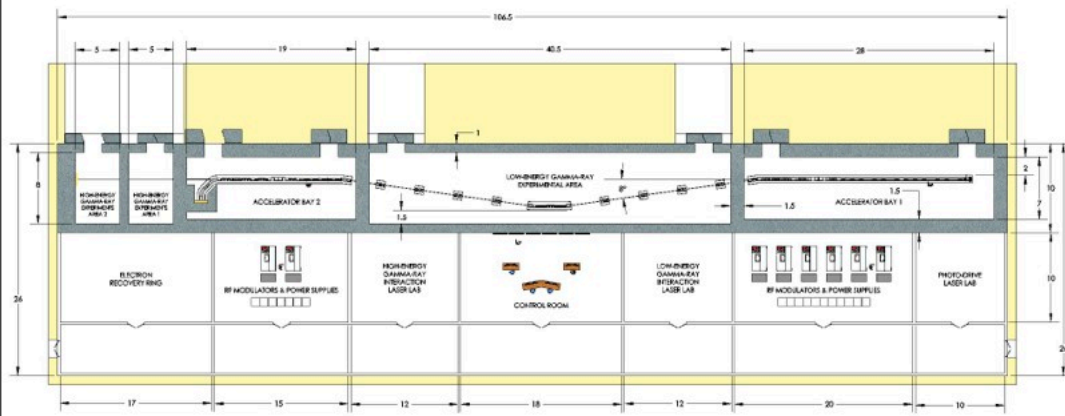 106.5
5
5
19
40.5
28
1
2
8
8°
1.5
1.5
1.5
7
10
26
10
HIGH-ENERGY
GAMMA-RAY
EXPERIMENTS
AREA 2
HIGH-ENERGY
GAMMA-RAY
EXPERIMENTS
AREA 1
ACCELERATOR BAY 2
LOW-ENERGY GAMMA-RAY
EXPERIMENTAL AREA
ACCELERATOR BAY 1
ELECTRON
RECOVERY RING
RF MODULATORS & POWER SUPPLIES
HIGH-ENERGY
GAMMA-RAY
INTERACTION
LASER LAB
CONTROL ROOM
LOW-ENERGY
GAMMA-RAY
INTERACTION
LASER LAB
RF MODULATORS & POWER SUPPLIES
PHOTO-DRIVE
LASER LAB
17
15
12
18
12
20
10